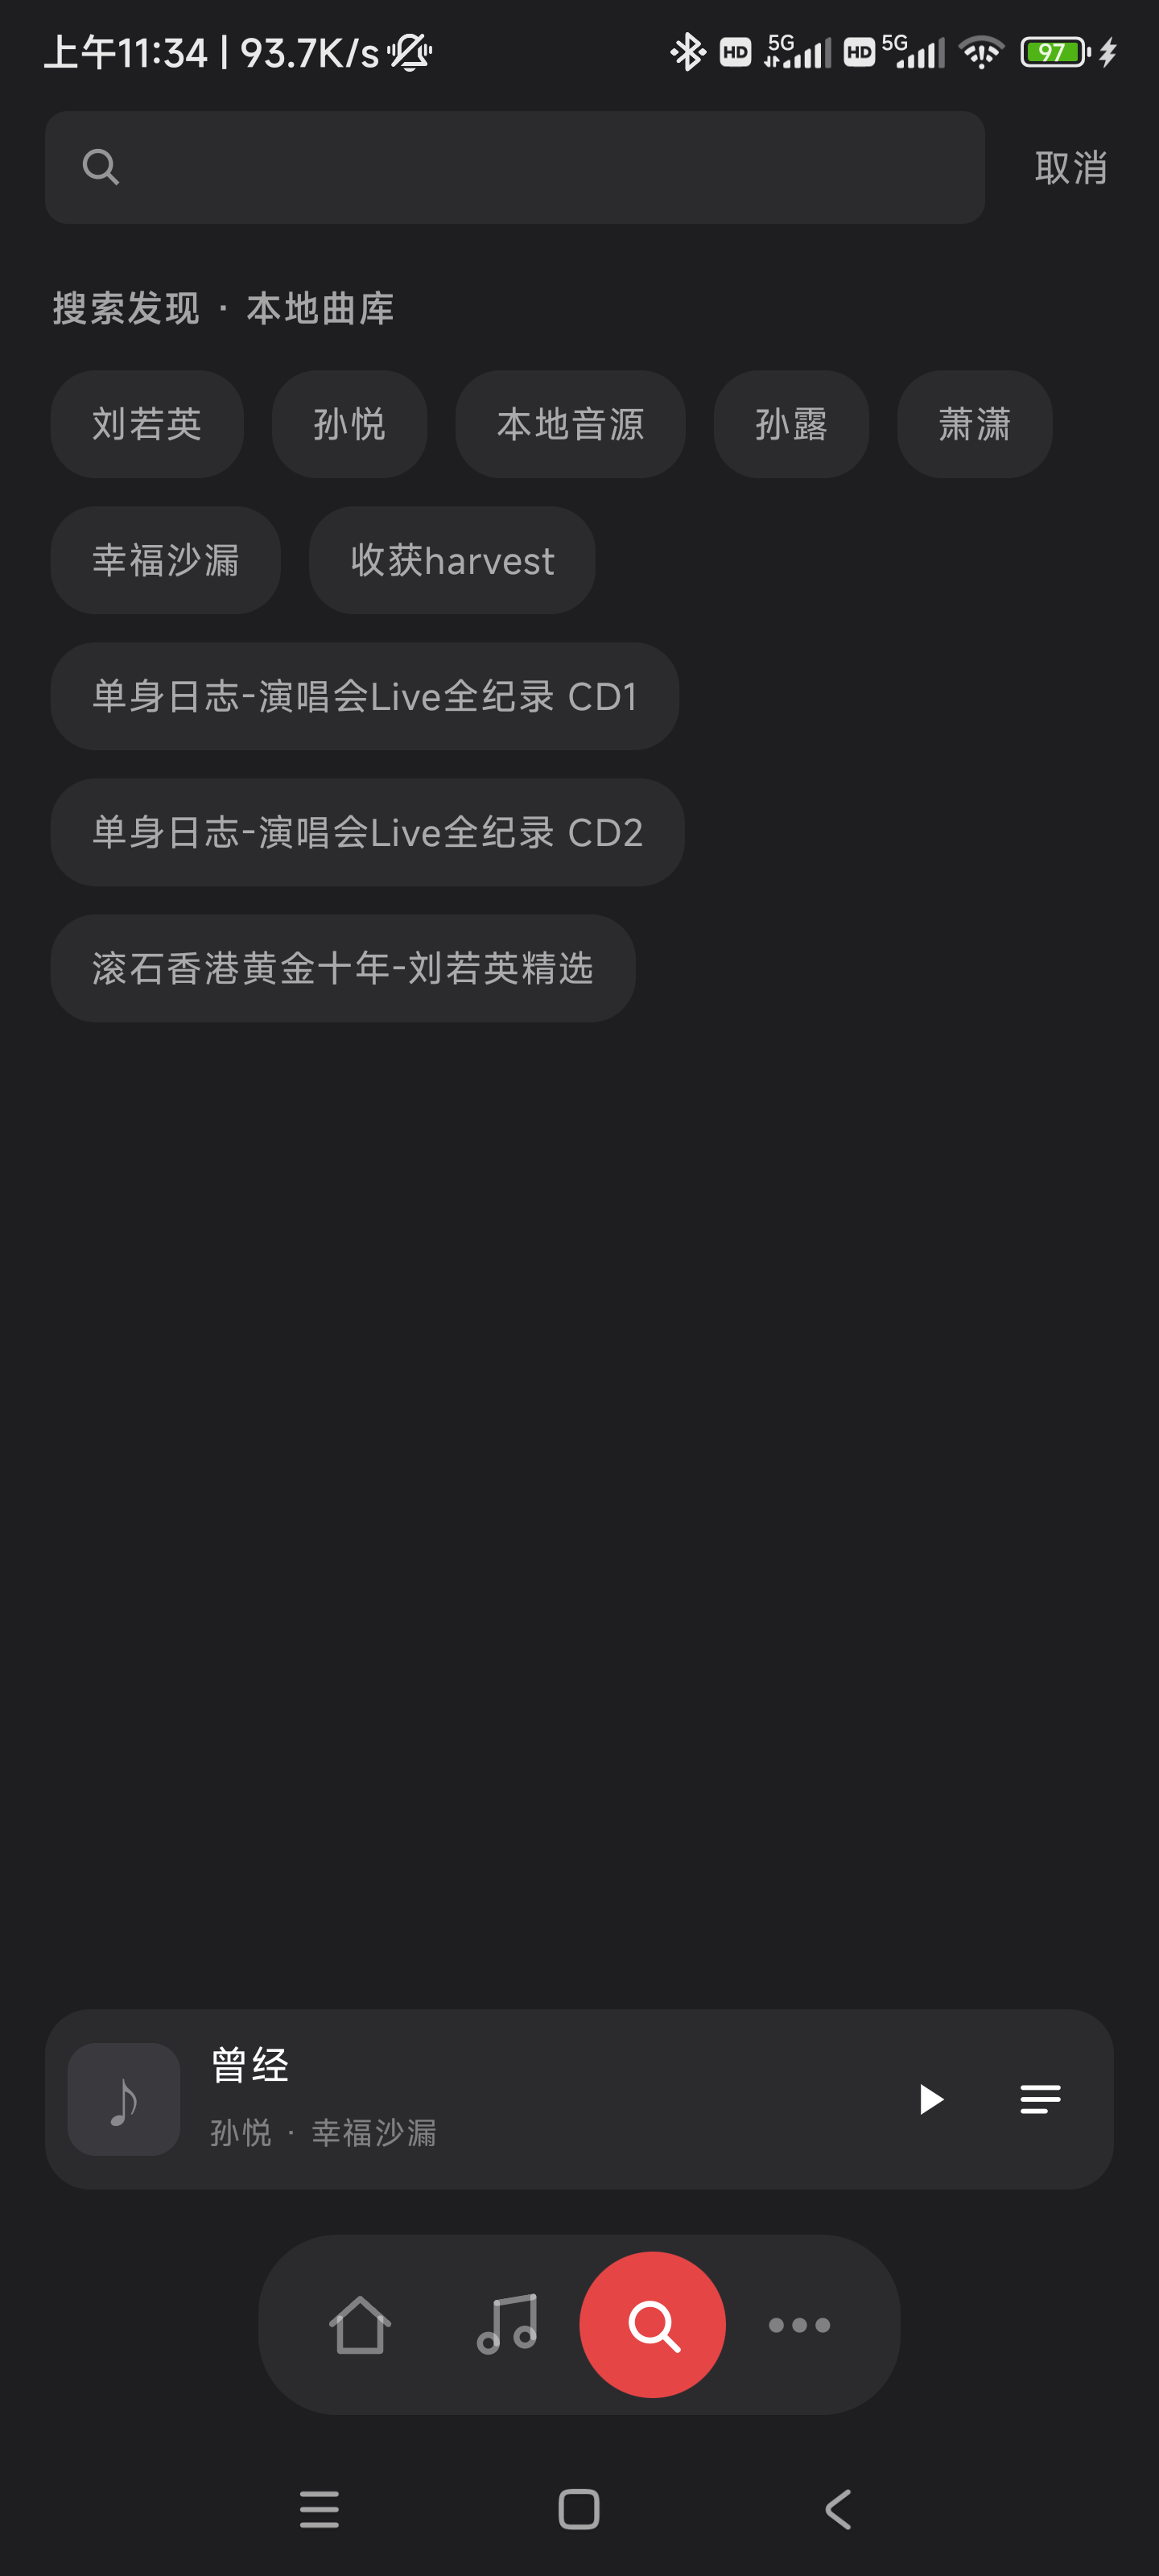 上午11:34 | 93.7K/s HD 5G HD 5G 97
取消
搜索发现 · 本地曲库
刘若英 孙悦 本地音源 孙露 萧潇
幸福沙漏 收获harvest
单身日志-演唱会Live全纪录 CD1
单身日志-演唱会Live全纪录 CD2
滚石香港黄金十年-刘若英精选
曾经
孙悦 · 幸福沙漏